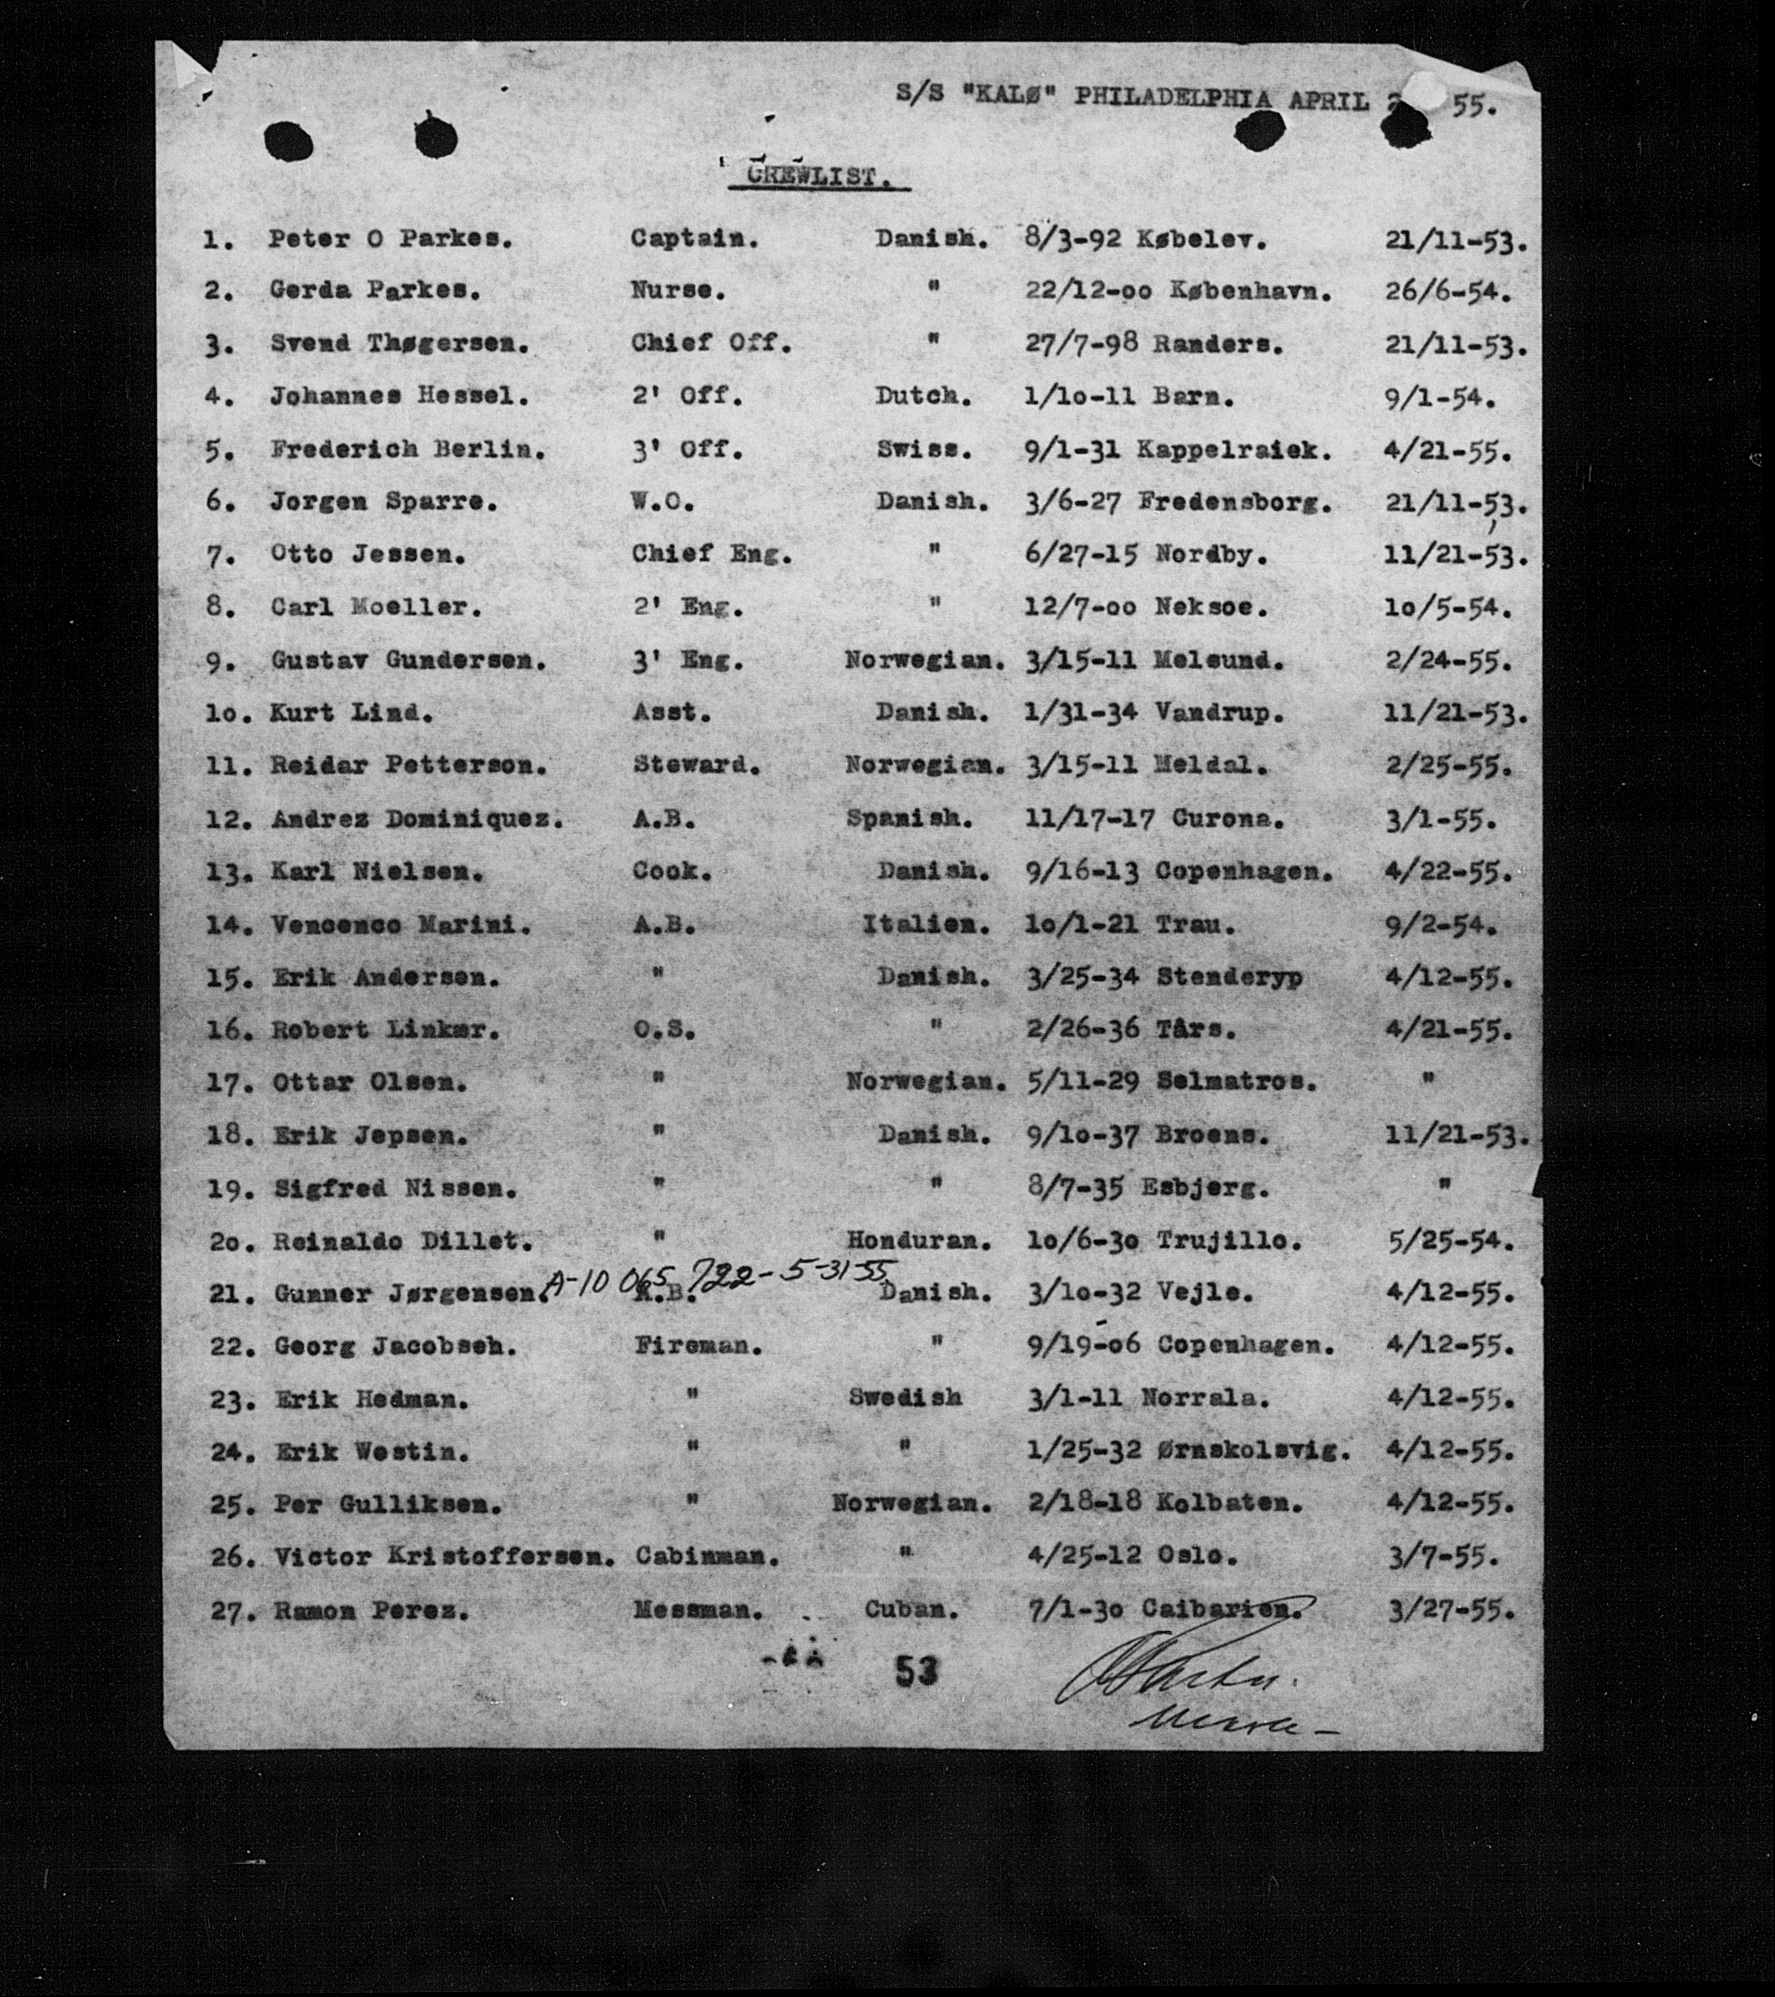 S/S "KALØ" PHILADELPHIA APRIL 2 55.
CREWLIST.
1. Peter O Parkes. Captain. Danish. 8/3-92 Købelev. 21/11-53.
2. Gerda Parkes. Nurse. " 22/12-oo København. 26/6-54.
3. Svend Thøgersen. Chief Off. " 27/7-98 Randers. 21/11-53.
4. Johannes Hessel. 2' Off. Dutch. 1/1o-11 Barn. 9/1-54.
5. Frederich Berlin. 3' Off. Swiss. 9/1-31 Kappelraiek. 4/21-55.
6. Jorgen Sparre. W.O. Danish. 3/6-27 Fredensborg. 21/11-53.
7. Otto Jessen. Chief Eng. " 6/27-15 Nordby. 11/21-53.
8. Carl Moeller. 2' Eng. " 12/7-oo Neksoe. 1o/5-54.
9. Gustav Gundersen. 3' Eng. Norwegian. 3/15-11 Melsund. 2/24-55.
1o. Kurt Lind. Asst. Danish. 1/31-34 Vandrup. 11/21-53.
11. Reidar Petterson. Steward. Norwegian. 3/15-11 Meldal. 2/25-55.
12. Andrez Dominiquez. A.B. Spanish. 11/17-17 Curona. 3/1-55.
13. Karl Nielsen. Cook. Danish. 9/16-13 Copenhagen. 4/22-55.
14. Vencenco Marini. A.B. Italien. 1o/1-21 Trau. 9/2-54.
15. Erik Andersen. " Danish. 3/25-34 Stenderyp 4/12-55.
16. Robert Linkær. O.S. " 2/26-36 Tårs. 4/21-55.
17. Ottar Olsen. " Norwegian. 5/11-29 Selmatros. "
18. Erik Jepsen. " Danish. 9/1o-37 Broens. 11/21-53.
19. Sigfred Nissen. " " 8/7-35 Esbjerg. "
2o. Reinaldo Dillet. " Honduran. 1o/6-3o Trujillo. 5/25-54.
A-10 065 722-5-31-55
21. Gunner Jørgensen. A.B. Danish. 3/1o-32 Vejle. 4/12-55.
22. Georg Jacobseh. Fireman. " 9/19-o6 Copenhagen. 4/12-55.
23. Erik Hedman. " Swedish 3/1-11 Norrala. 4/12-55.
24. Erik Westin. " " 1/25-32 Ørnskolsvig. 4/12-55.
25. Per Gulliksen. " Norwegian. 2/18-18 Kolbaten. 4/12-55.
26. Victor Kristoffersen. Cabinman. " 4/25-12 Oslo. 3/7-55.
27. Ramon Perez. Messman. Cuban. 7/1-3o Caibarien. 3/27-55.
53